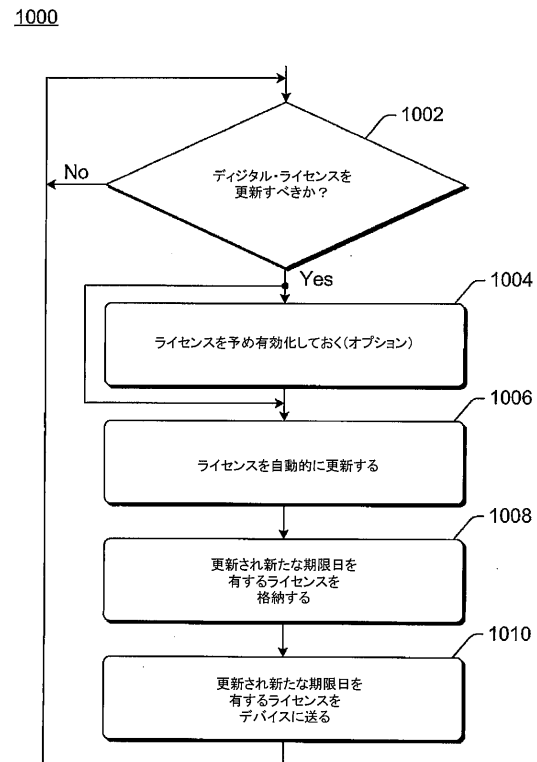 1000
1002
ディジタル・ライセンスを
更新すべきか？
No
Yes
1004
ライセンスを予め有効化しておく(オプション)
1006
ライセンスを自動的に更新する
1008
更新され新たな期限日を
有するライセンスを
格納する
1010
更新され新たな期限日を
有するライセンスを
デバイスに送る